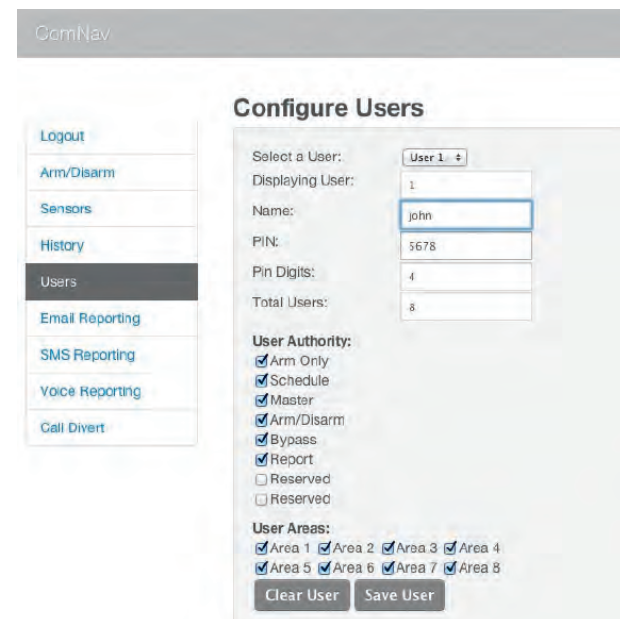 ComNav
Configure Users
Logout
Arm/Disarm
Sensors
History
Users
Email Reporting
SMS Reporting
Voice Reporting
Call Divert
Select a User: User 1
Displaying User: 1
Name: john
PIN: 5678
Pin Digits: 4
Total Users: 8
User Authority:
Arm Only
Schedule
Master
Arm/Disarm
Bypass
Report
Reserved
Reserved
User Areas:
Area 1 Area 2 Area 3 Area 4
Area 5 Area 6 Area 7 Area 8
Clear User Save User